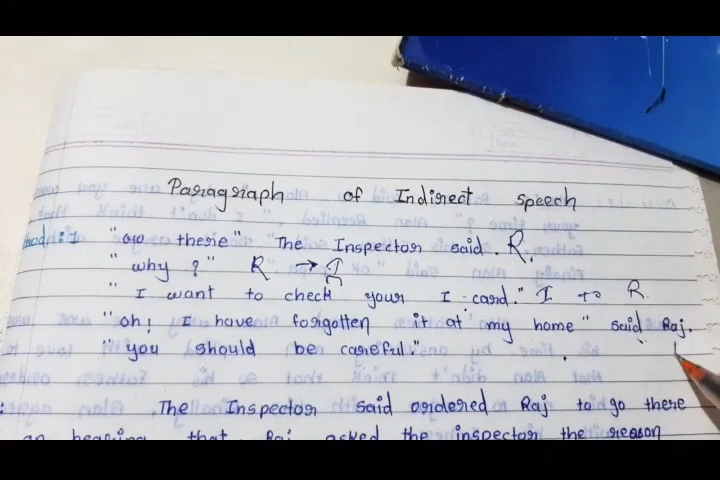 Paragraph of Indirect speech
thod: 1 "Go there" The Inspector said. R.
"why ?" R → I
"I want to check your I card." I to R
"oh! I have forgotten it at my home" said Raj.
"you should be careful."
The Inspector said ordered Raj to go there
hearing that Raj asked the inspector the reason